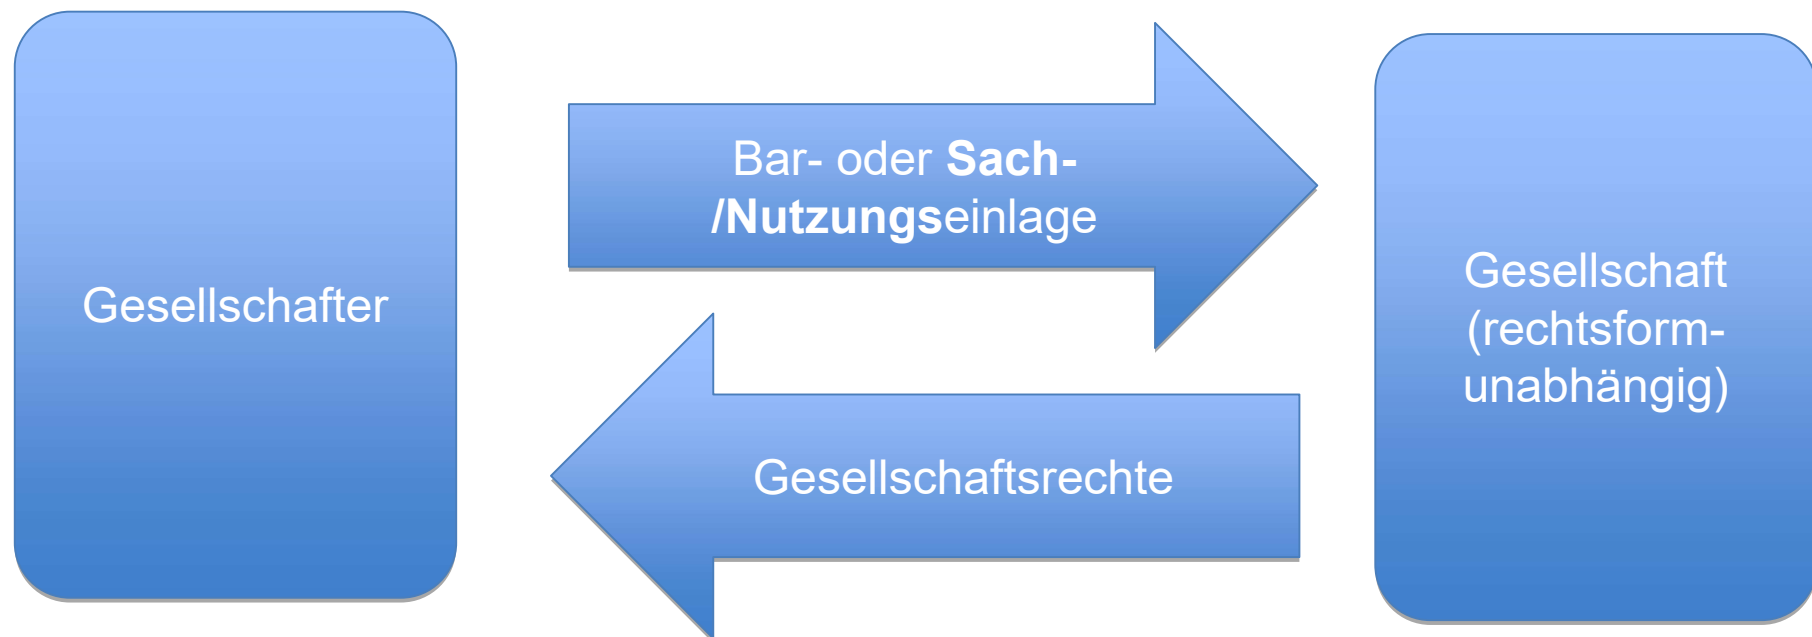 Gesellschafter
Bar- oder Sach-
/Nutzungseinlage
Gesellschaftsrechte
Gesellschaft
(rechtsform-
unabhängig)